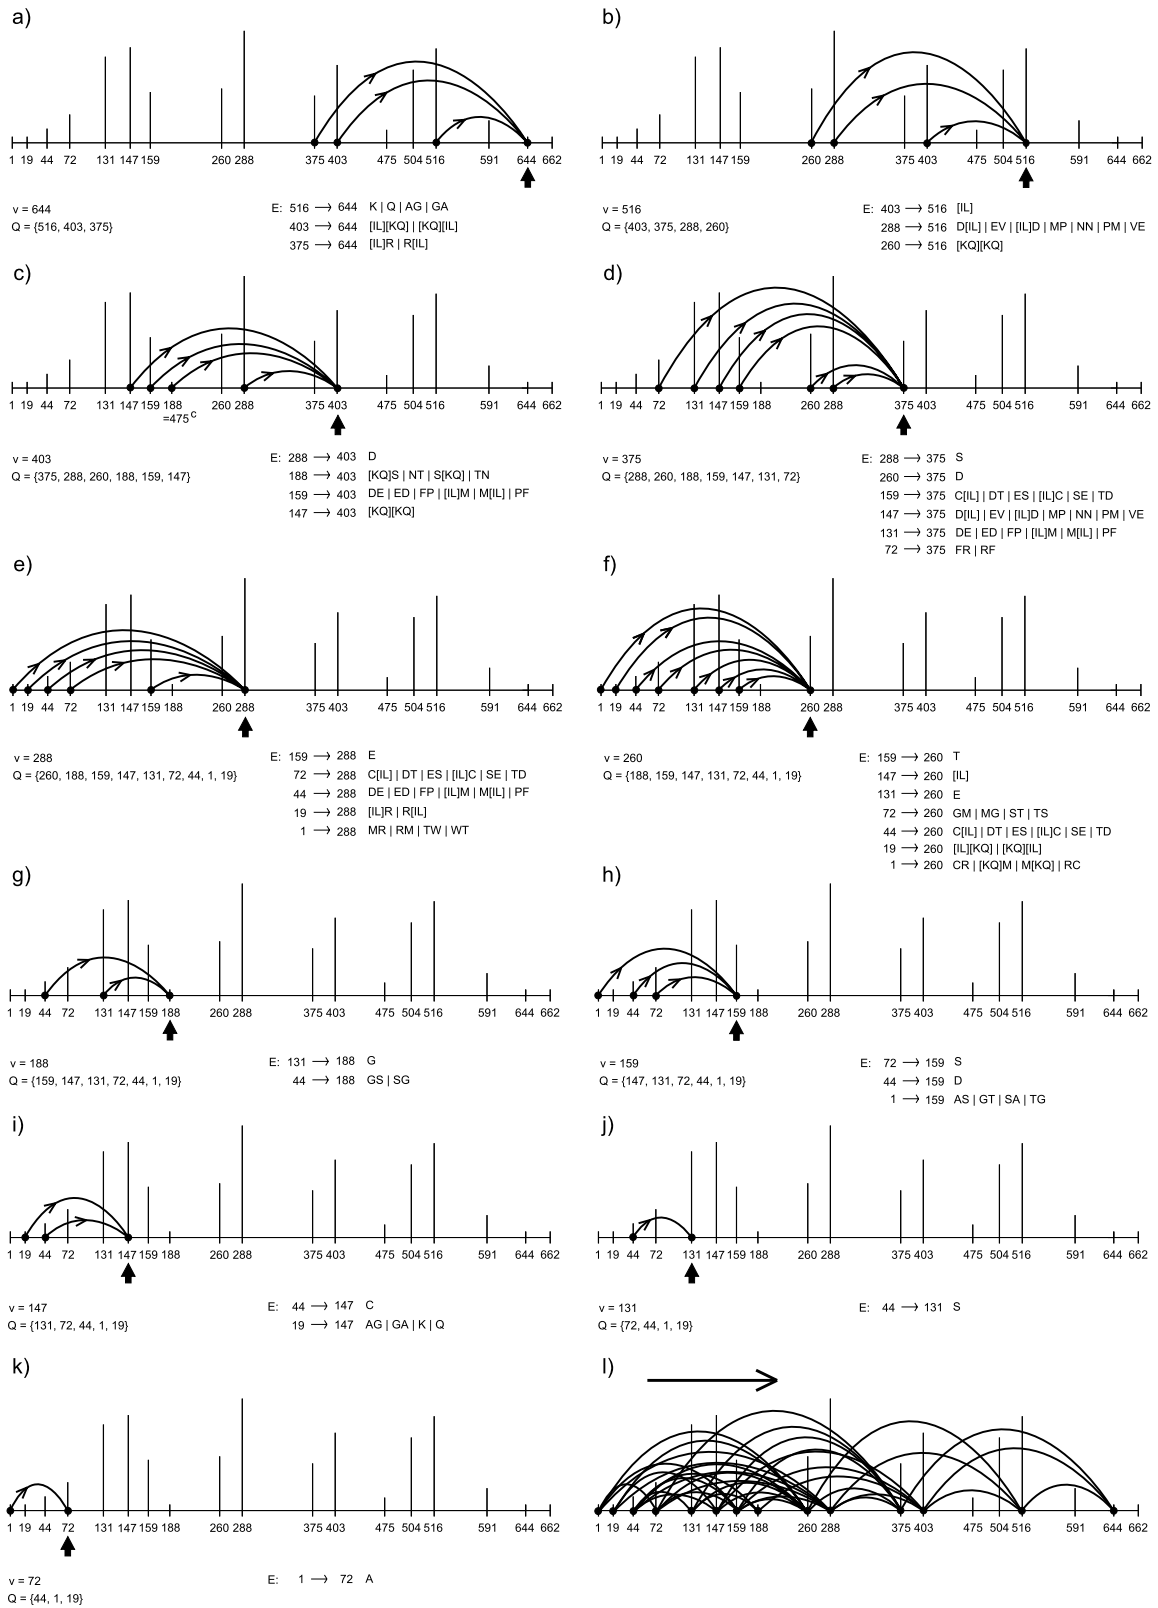 a)
1 19 44 72 131 147 159 260 288 375 403 475 504 516 591 644 662
v = 644
Q = {516, 403, 375}
E: 516 → 644 K | Q | AG | GA
403 → 644 [IL][KQ] | [KQ][IL]
375 → 644 [IL]R | R[IL]
b)
1 19 44 72 131 147 159 260 288 375 403 475 504 516 591 644 662
v = 516
Q = {403, 375, 288, 260}
E: 403 → 516 [IL]
288 → 516 D[IL] | EV | [IL]D | MP | NN | PM | VE
260 → 516 [KQ][KQ]
c)
1 19 44 72 131 147 159 188 260 288 375 403 475 504 516 591 644 662
=475c
v = 403
Q = {375, 288, 260, 188, 159, 147}
E: 288 → 403 D
188 → 403 [KQ]S | NT | S[KQ] | TN
159 → 403 DE | ED | FP | [IL]M | M[IL] | PF
147 → 403 [KQ][KQ]
d)
1 19 44 72 131 147 159 188 260 288 375 403 475 504 516 591 644 662
v = 375
Q = {288, 260, 188, 159, 147, 131, 72}
E: 288 → 375 S
260 → 375 D
159 → 375 C[IL] | DT | ES | [IL]C | SE | TD
147 → 375 D[IL] | EV | [IL]D | MP | NN | PM | VE
131 → 375 DE | ED | FP | [IL]M | M[IL] | PF
72 → 375 FR | RF
e)
1 19 44 72 131 147 159 188 260 288 375 403 475 504 516 591 644 662
v = 288
Q = {260, 188, 159, 147, 131, 72, 44, 1, 19}
E: 159 → 288 E
72 → 288 C[IL] | DT | ES | [IL]C | SE | TD
44 → 288 DE | ED | FP | [IL]M | M[IL] | PF
19 → 288 [IL]R | R[IL]
1 → 288 MR | RM | TW | WT
f)
1 19 44 72 131 147 159 188 260 288 375 403 475 504 516 591 644 662
v = 260
Q = {188, 159, 147, 131, 72, 44, 1, 19}
E: 159 → 260 T
147 → 260 [IL]
131 → 260 E
72 → 260 GM | MG | ST | TS
44 → 260 C[IL] | DT | ES | [IL]C | SE | TD
19 → 260 [IL][KQ] | [KQ][IL]
1 → 260 CR | [KQ]M | M[KQ] | RC
g)
1 19 44 72 131 147 159 188 260 288 375 403 475 504 516 591 644 662
v = 188
Q = {159, 147, 131, 72, 44, 1, 19}
E: 131 → 188 G
44 → 188 GS | SG
h)
1 19 44 72 131 147 159 188 260 288 375 403 475 504 516 591 644 662
v = 159
Q = {147, 131, 72, 44, 1, 19}
E: 72 → 159 S
44 → 159 D
1 → 159 AS | GT | SA | TG
i)
1 19 44 72 131 147 159 188 260 288 375 403 475 504 516 591 644 662
v = 147
Q = {131, 72, 44, 1, 19}
E: 44 → 147 C
19 → 147 AG | GA | K | Q
j)
1 19 44 72 131 147 159 188 260 288 375 403 475 504 516 591 644 662
v = 131
Q = {72, 44, 1, 19}
E: 44 → 131 S
k)
1 19 44 72 131 147 159 188 260 288 375 403 475 504 516 591 644 662
v = 72
Q = {44, 1, 19}
E: 1 → 72 A
l)
1 19 44 72 131 147 159 188 260 288 375 403 475 504 516 591 644 662